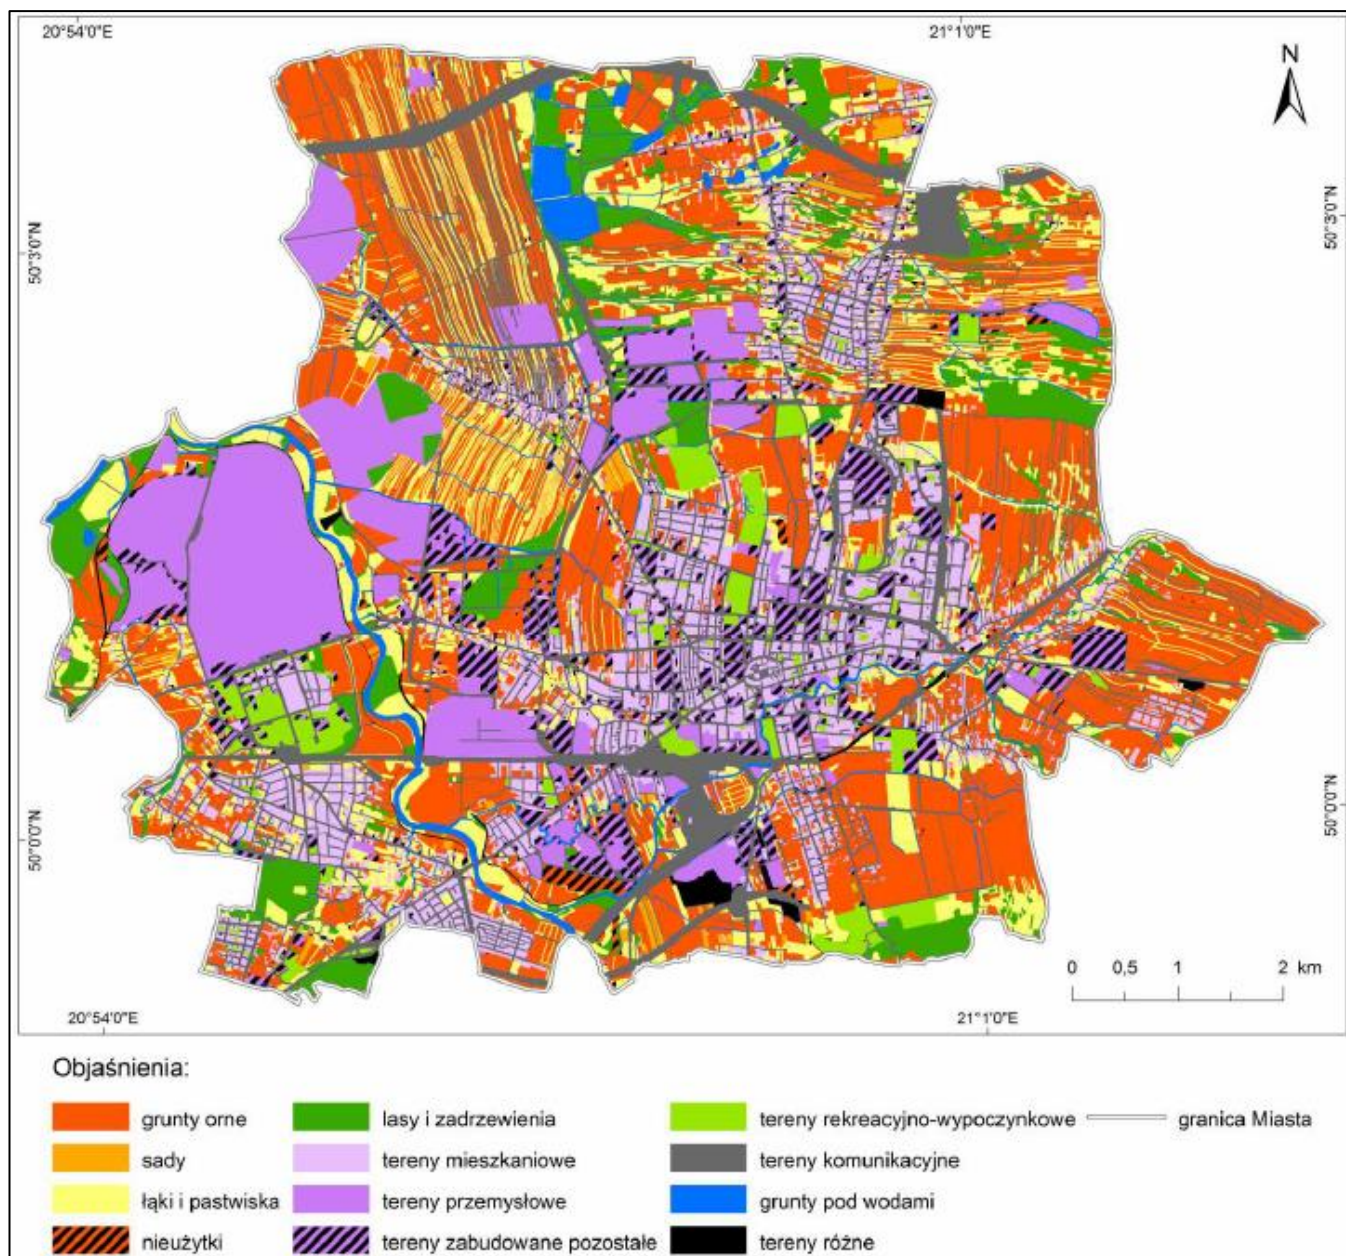 20°54'0"E
21°1'0"E
N
50°3'0"N
50°3'0"N
50°0'0"N
50°0'0"N
0 0,5 1 2 km
20°54'0"E
21°1'0"E
Objaśnienia:
grunty orne
lasy i zadrzewienia
tereny rekreacyjno-wypoczynkowe
granica Miasta
sady
tereny mieszkaniowe
tereny komunikacyjne
łąki i pastwiska
tereny przemysłowe
grunty pod wodami
nieużytki
tereny zabudowane pozostałe
tereny różne